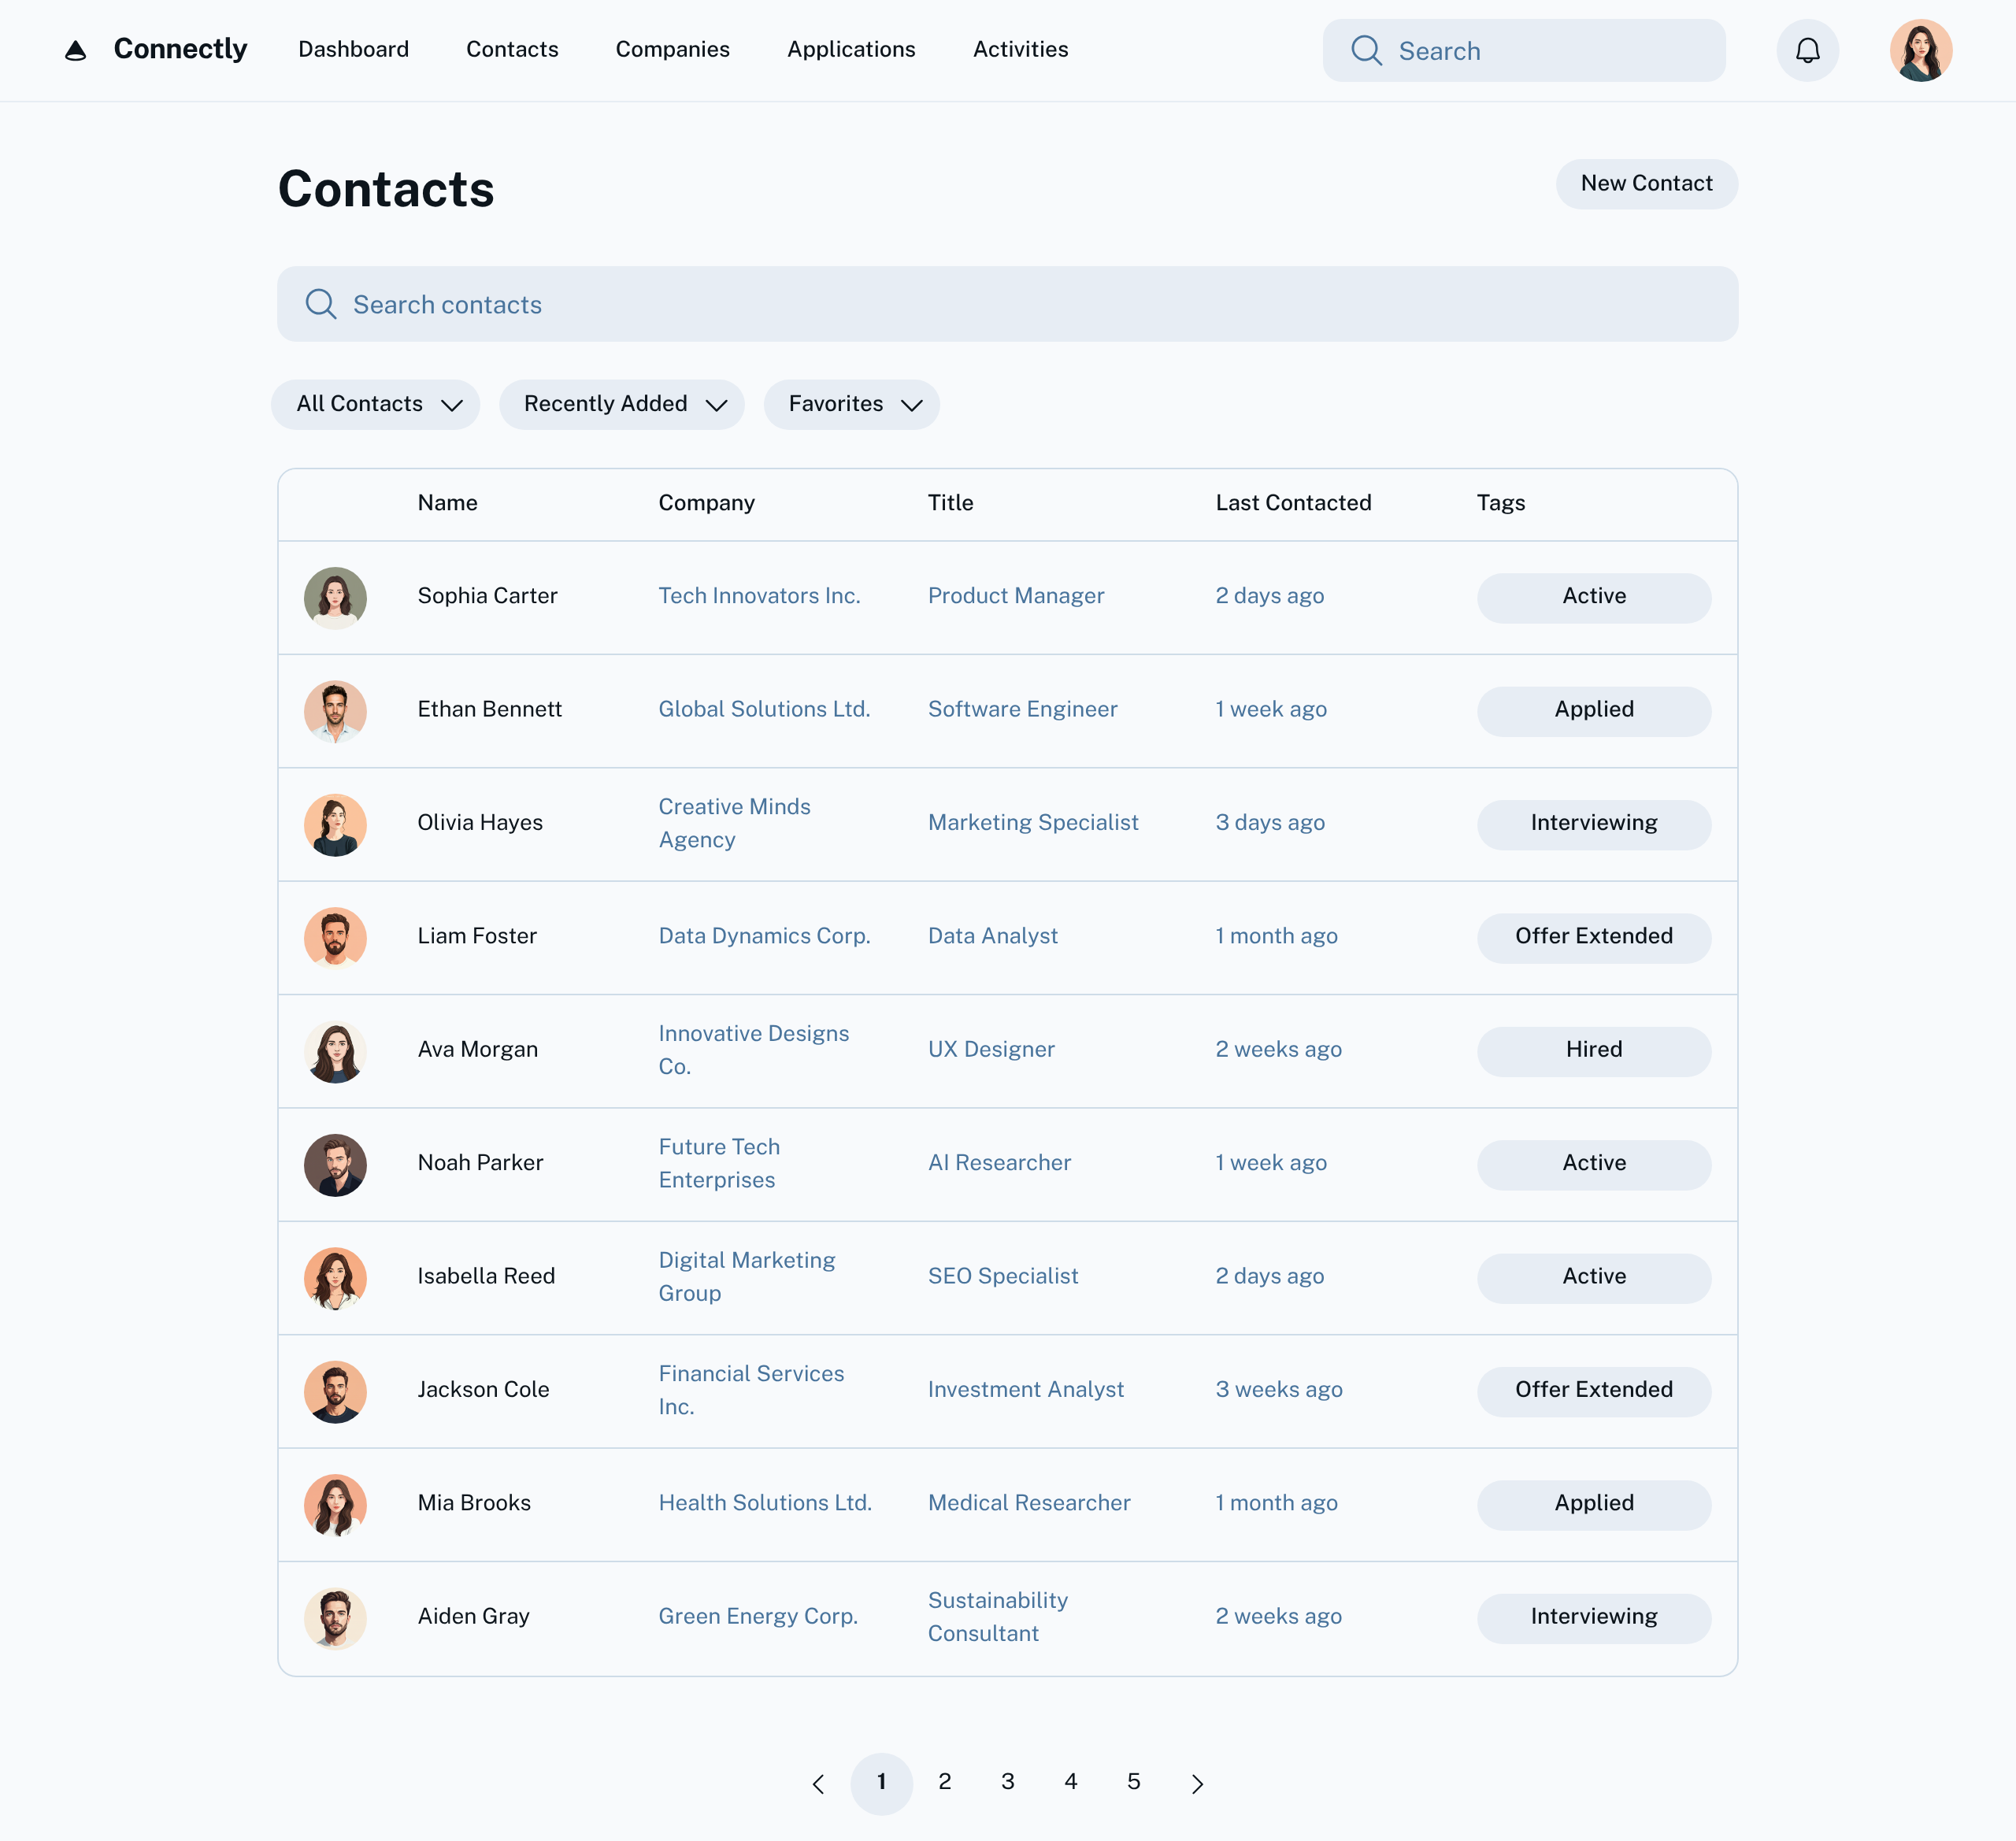 Connectly Dashboard Contacts Companies Applications Activities Search
Contacts
New Contact
Search contacts
All Contacts Recently Added Favorites
Name Company Title Last Contacted Tags
Sophia Carter Tech Innovators Inc. Product Manager 2 days ago Active
Ethan Bennett Global Solutions Ltd. Software Engineer 1 week ago Applied
Olivia Hayes Creative Minds
Agency Marketing Specialist 3 days ago Interviewing
Liam Foster Data Dynamics Corp. Data Analyst 1 month ago Offer Extended
Ava Morgan Innovative Designs
Co. UX Designer 2 weeks ago Hired
Noah Parker Future Tech
Enterprises AI Researcher 1 week ago Active
Isabella Reed Digital Marketing
Group SEO Specialist 2 days ago Active
Jackson Cole Financial Services
Inc. Investment Analyst 3 weeks ago Offer Extended
Mia Brooks Health Solutions Ltd. Medical Researcher 1 month ago Applied
Aiden Gray Green Energy Corp. Sustainability
Consultant 2 weeks ago Interviewing
1 2 3 4 5